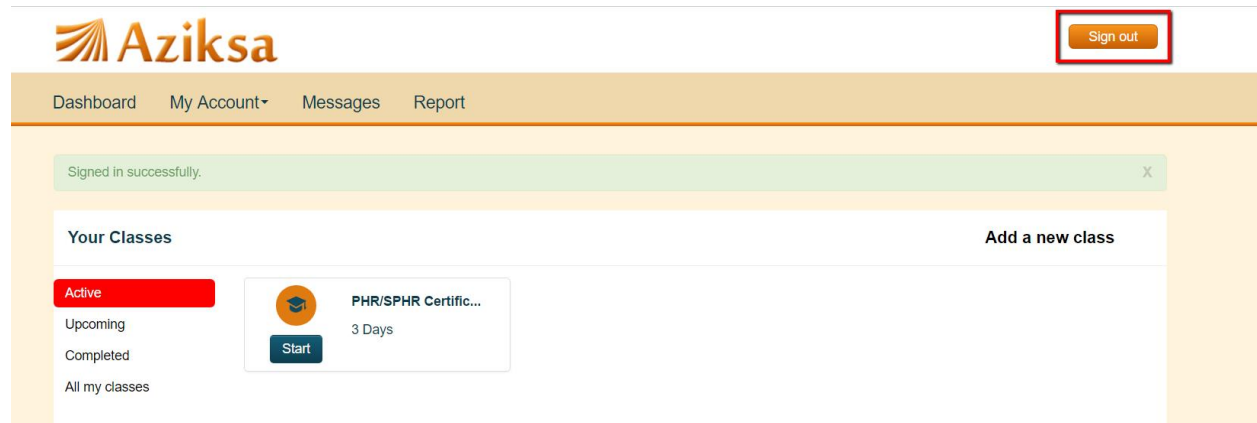 Aziksa
Sign out
Dashboard My Account Messages Report
Signed in successfully. X
Your Classes Add a new class
Active
Upcoming
Completed
All my classes
PHR/SPHR Certific...
3 Days
Start